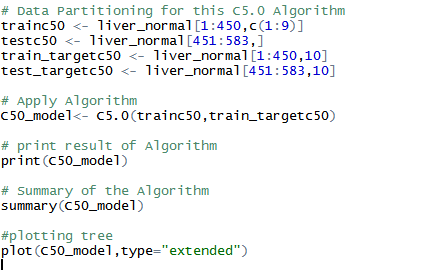 # Data Partitioning for this C5.0 Algorithm
trainc50 <- liver_normal[1:450,c(1:9)]
testc50 <- liver_normal[451:583,]
train_targetc50 <- liver_normal[1:450,10]
test_targetc50 <- liver_normal[451:583,10]
# Apply Algorithm
C50_model<- C5.0(trainc50,train_targetc50)
# print result of Algorithm
print(C50_model)
# Summary of the Algorithm
summary(C50_model)
#plotting tree
plot(C50_model,type="extended")